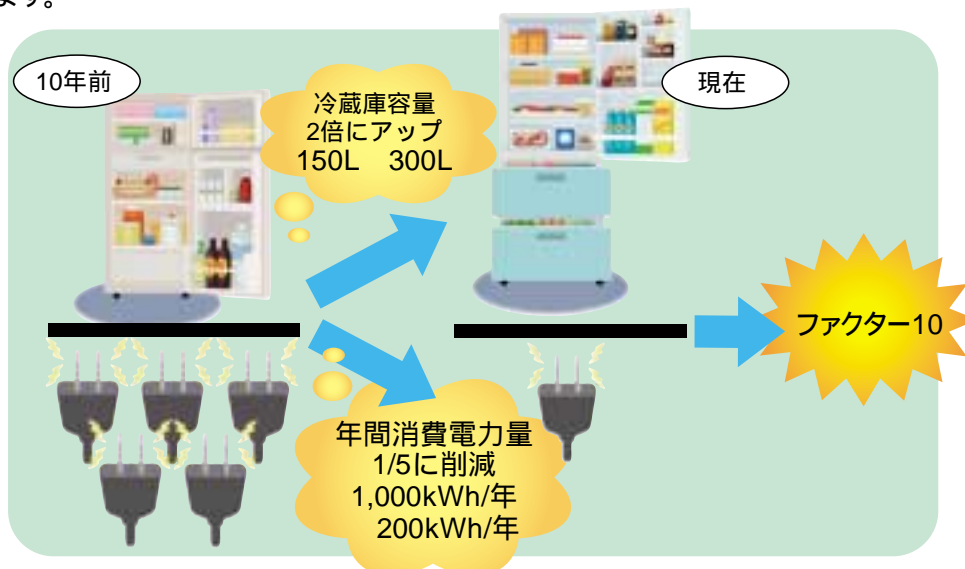 ます。
10年前
冷蔵庫容量
2倍にアップ
150L 300L
現在
ファクター10
年間消費電力量
1/5に削減
1,000kWh/年
200kWh/年